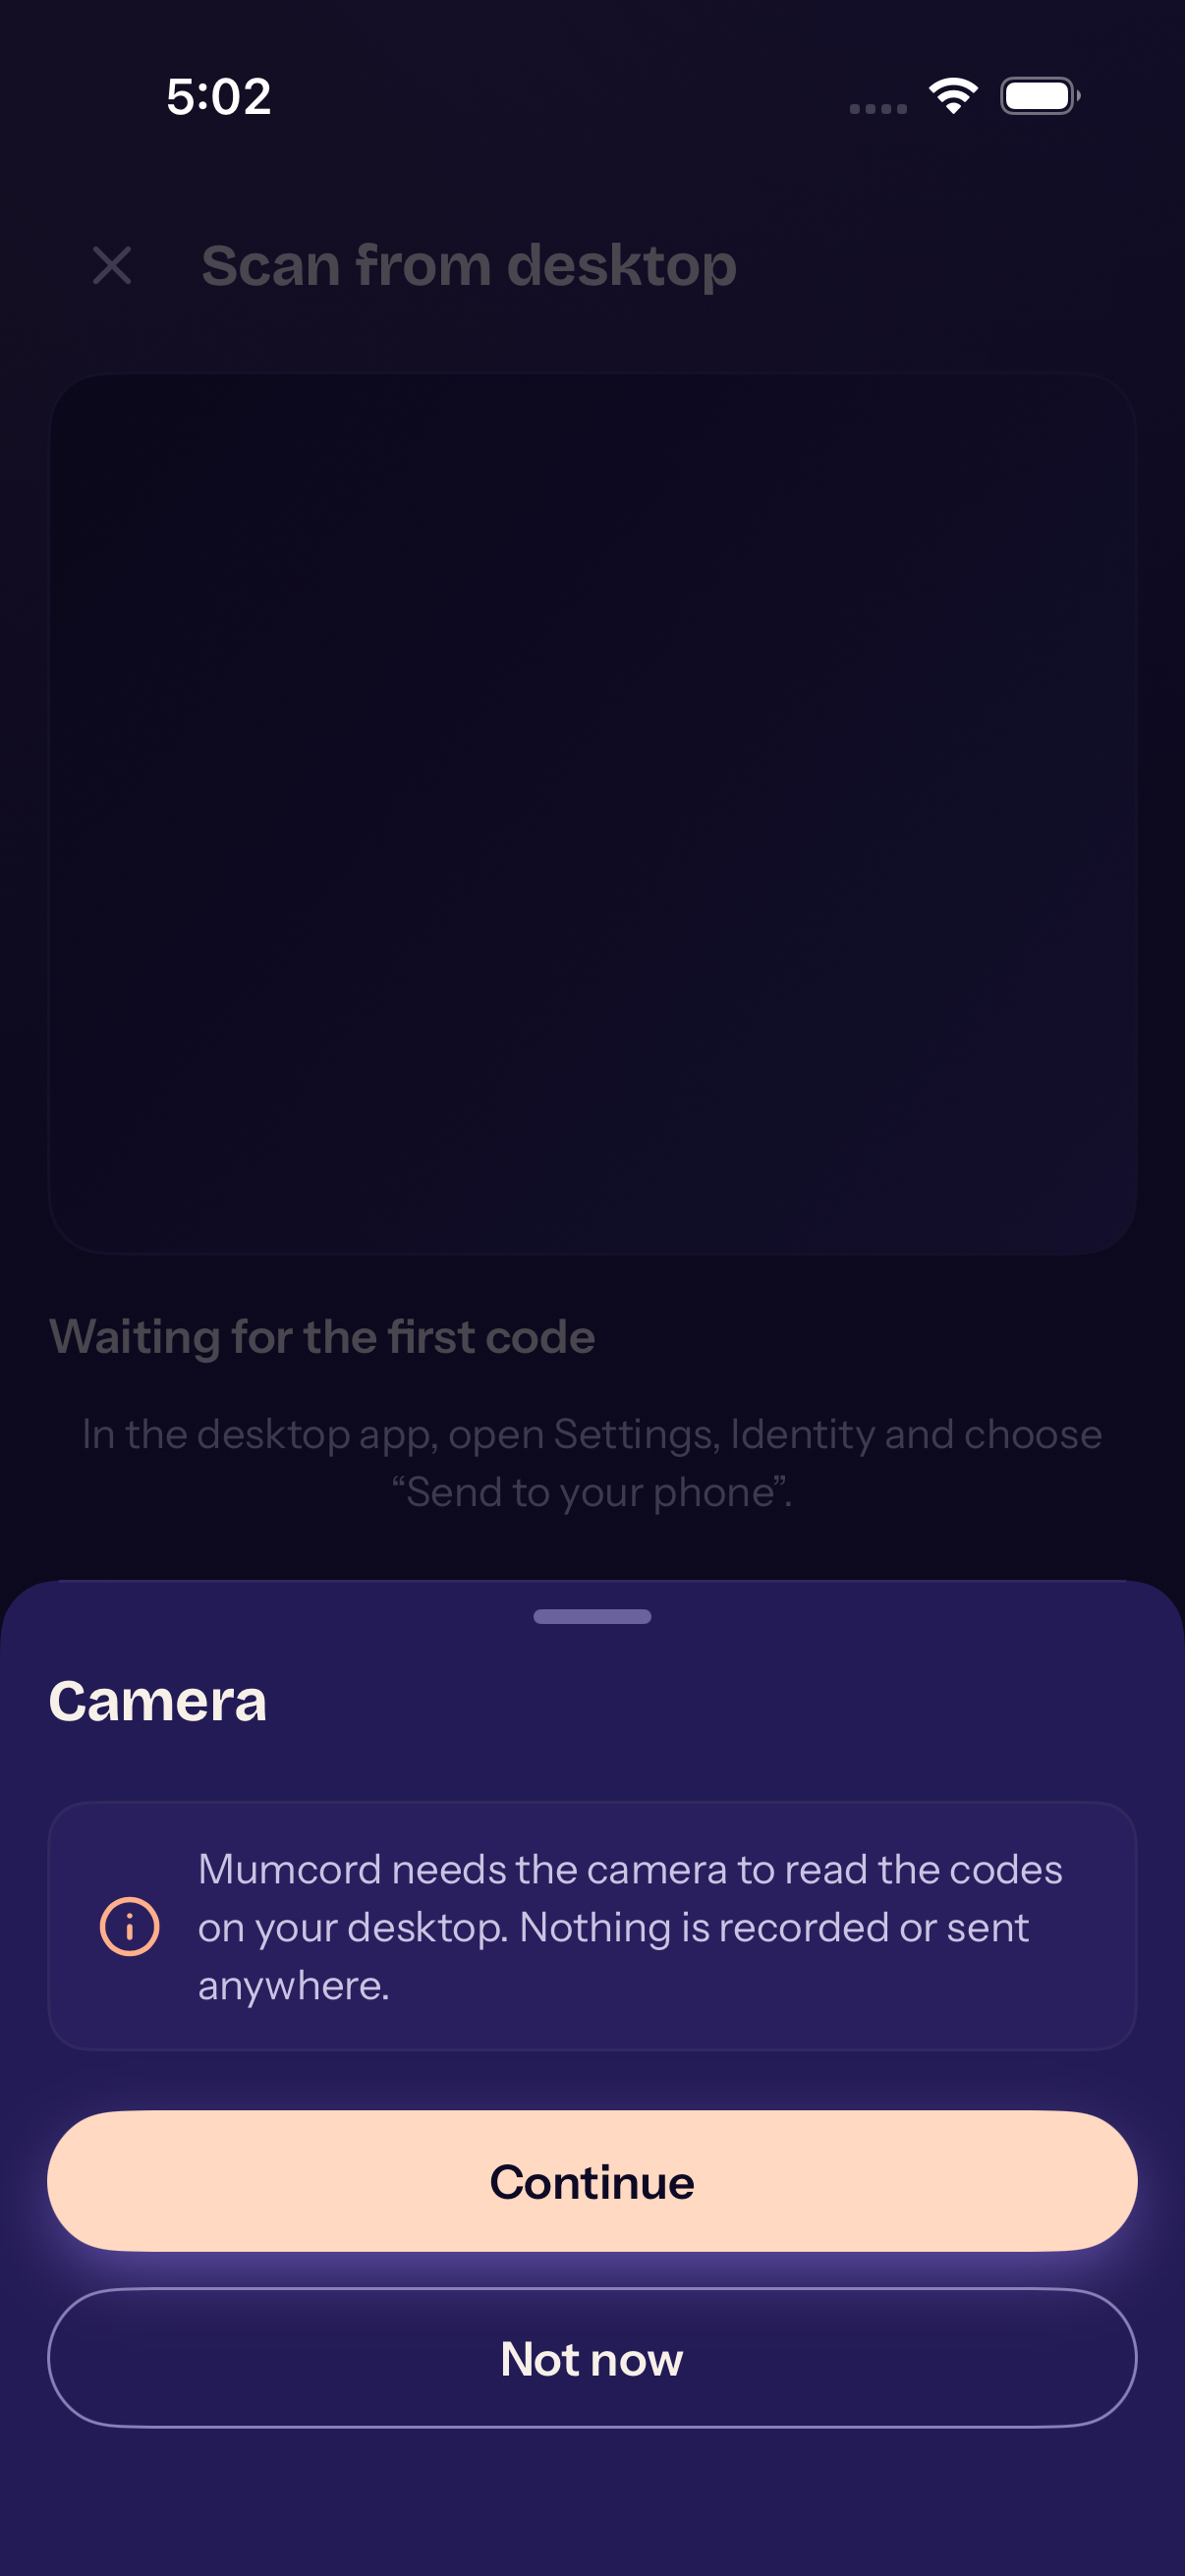 5:02
Scan from desktop
Waiting for the first code
In the desktop app, open Settings, Identity and choose
“Send to your phone”.
Camera
Mumcord needs the camera to read the codes
on your desktop. Nothing is recorded or sent
anywhere.
Continue
Not now